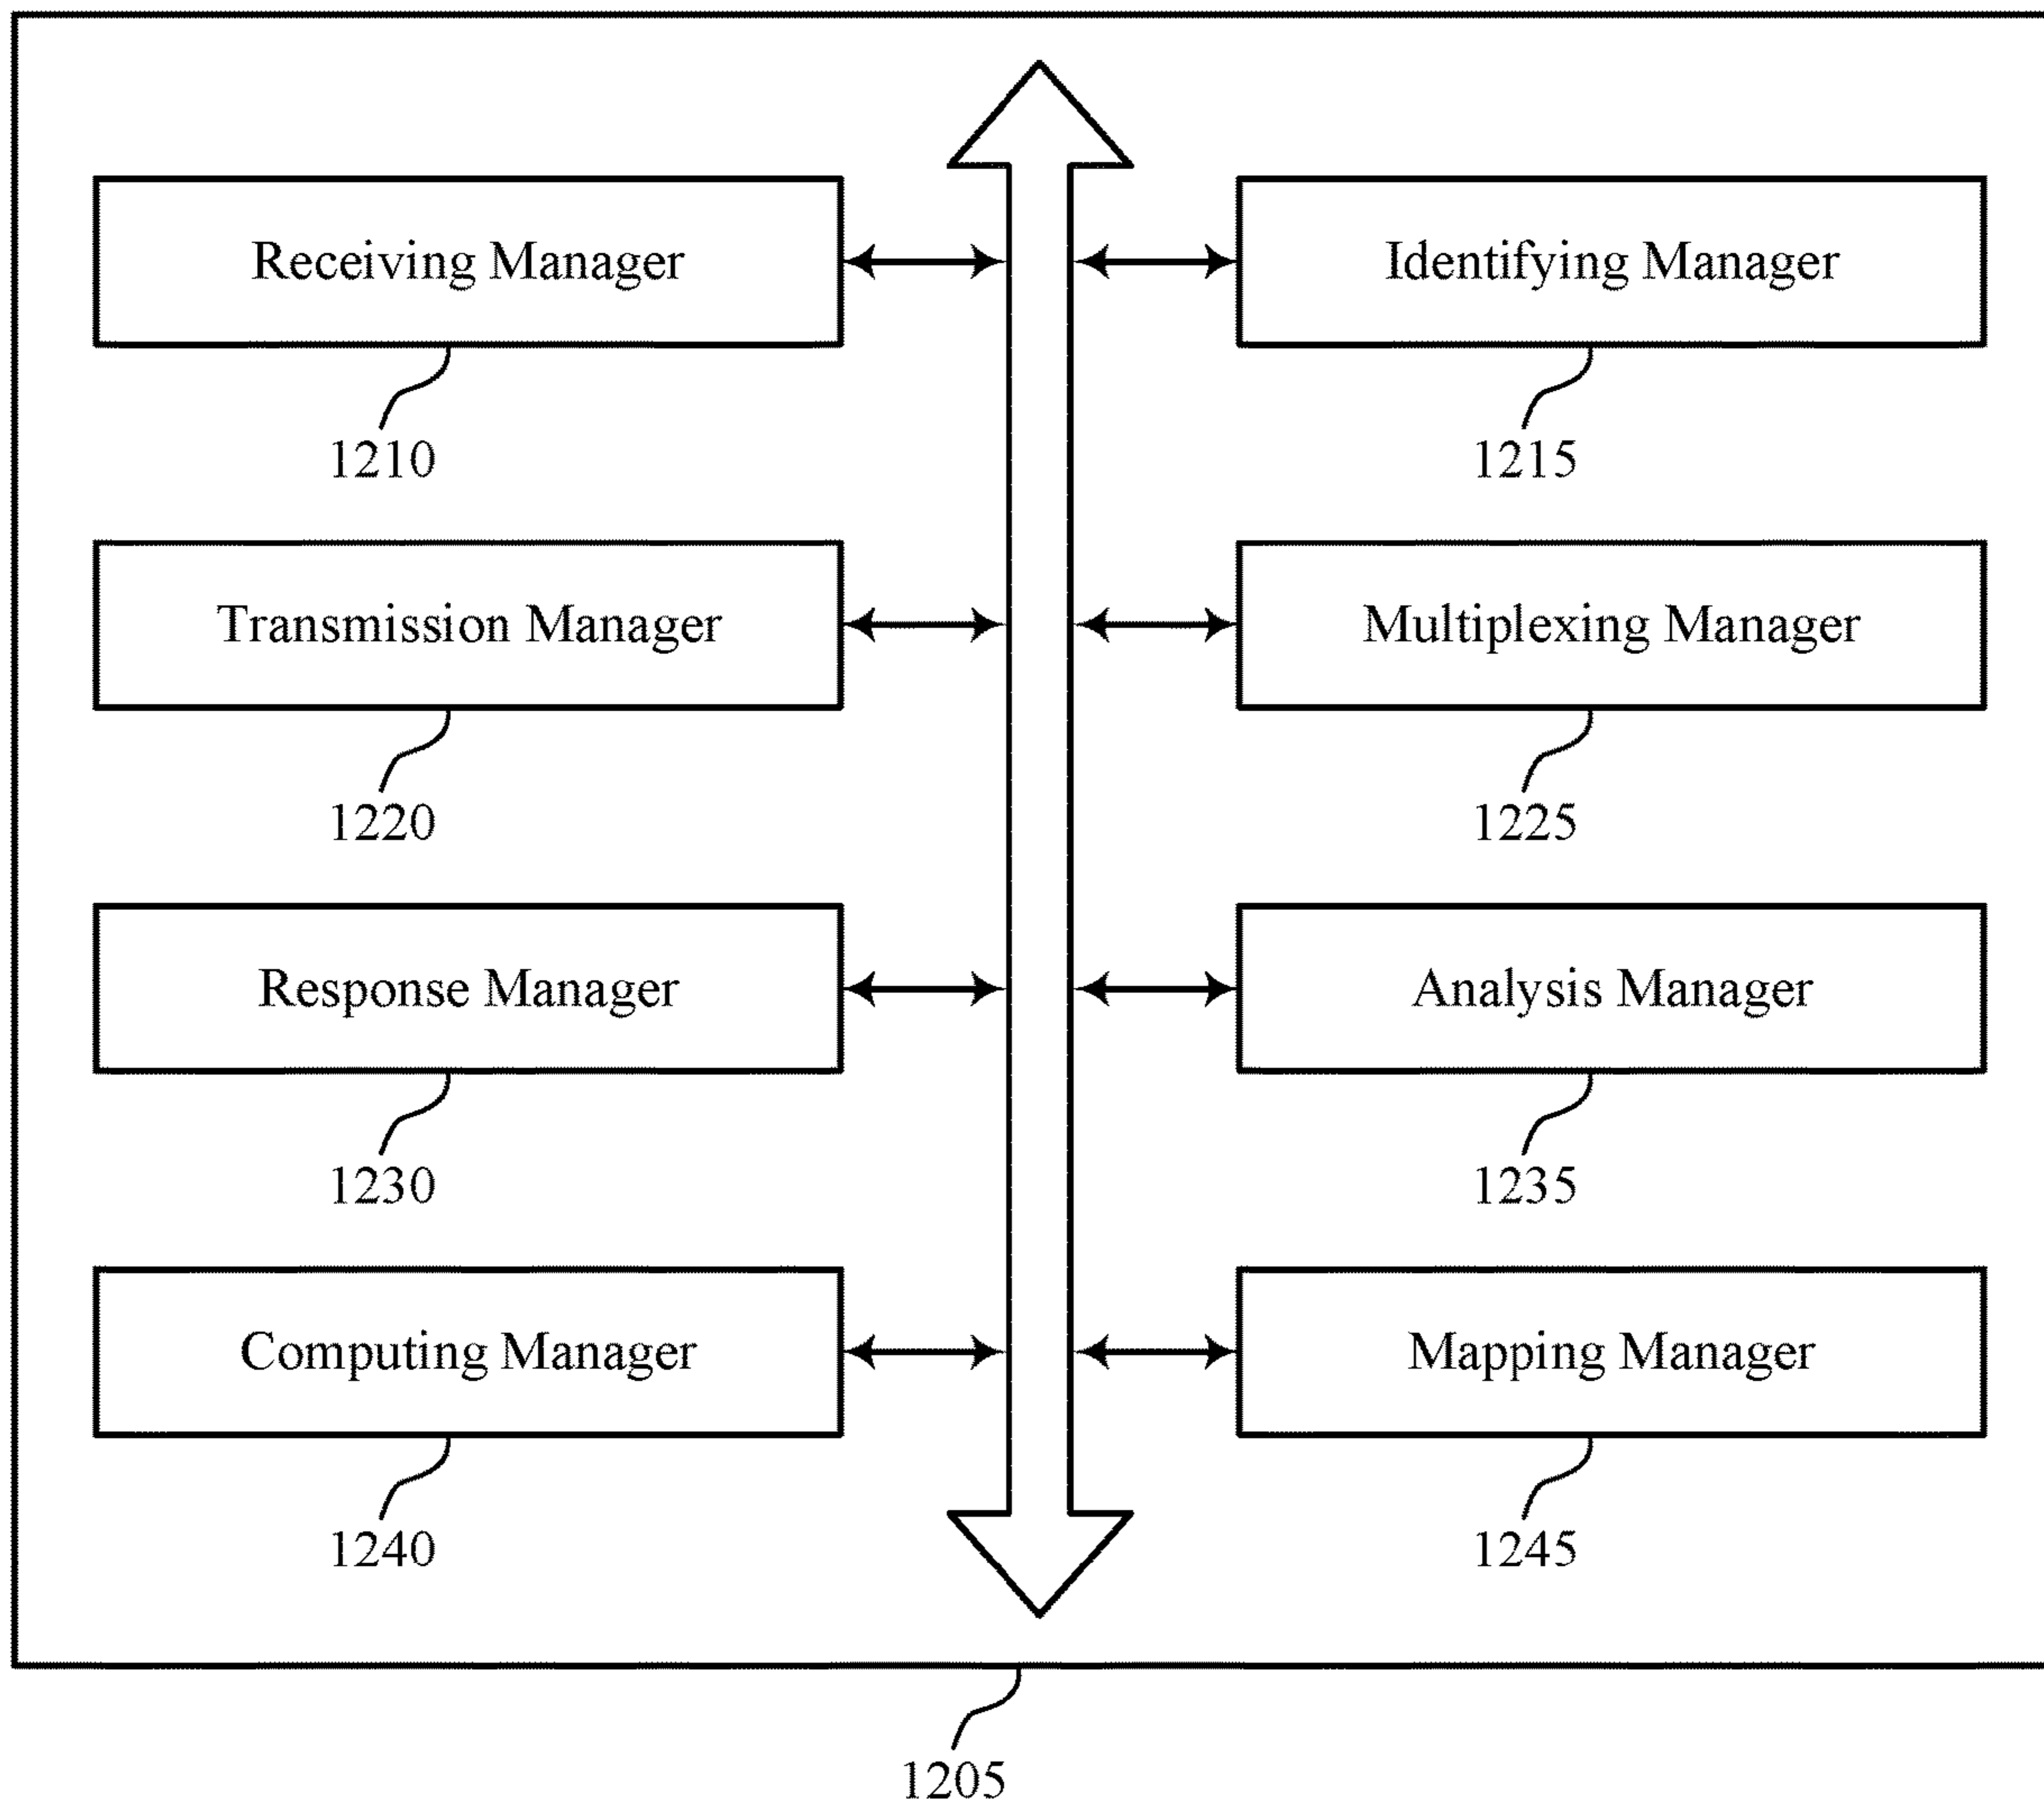 Receiving Manager
Identifying Manager
1210
1215
Transmission Manager
Multiplexing Manager
1220
1225
Response Manager
Analysis Manager
1230
1235
Computing Manager
Mapping Manager
1240
1245
1205